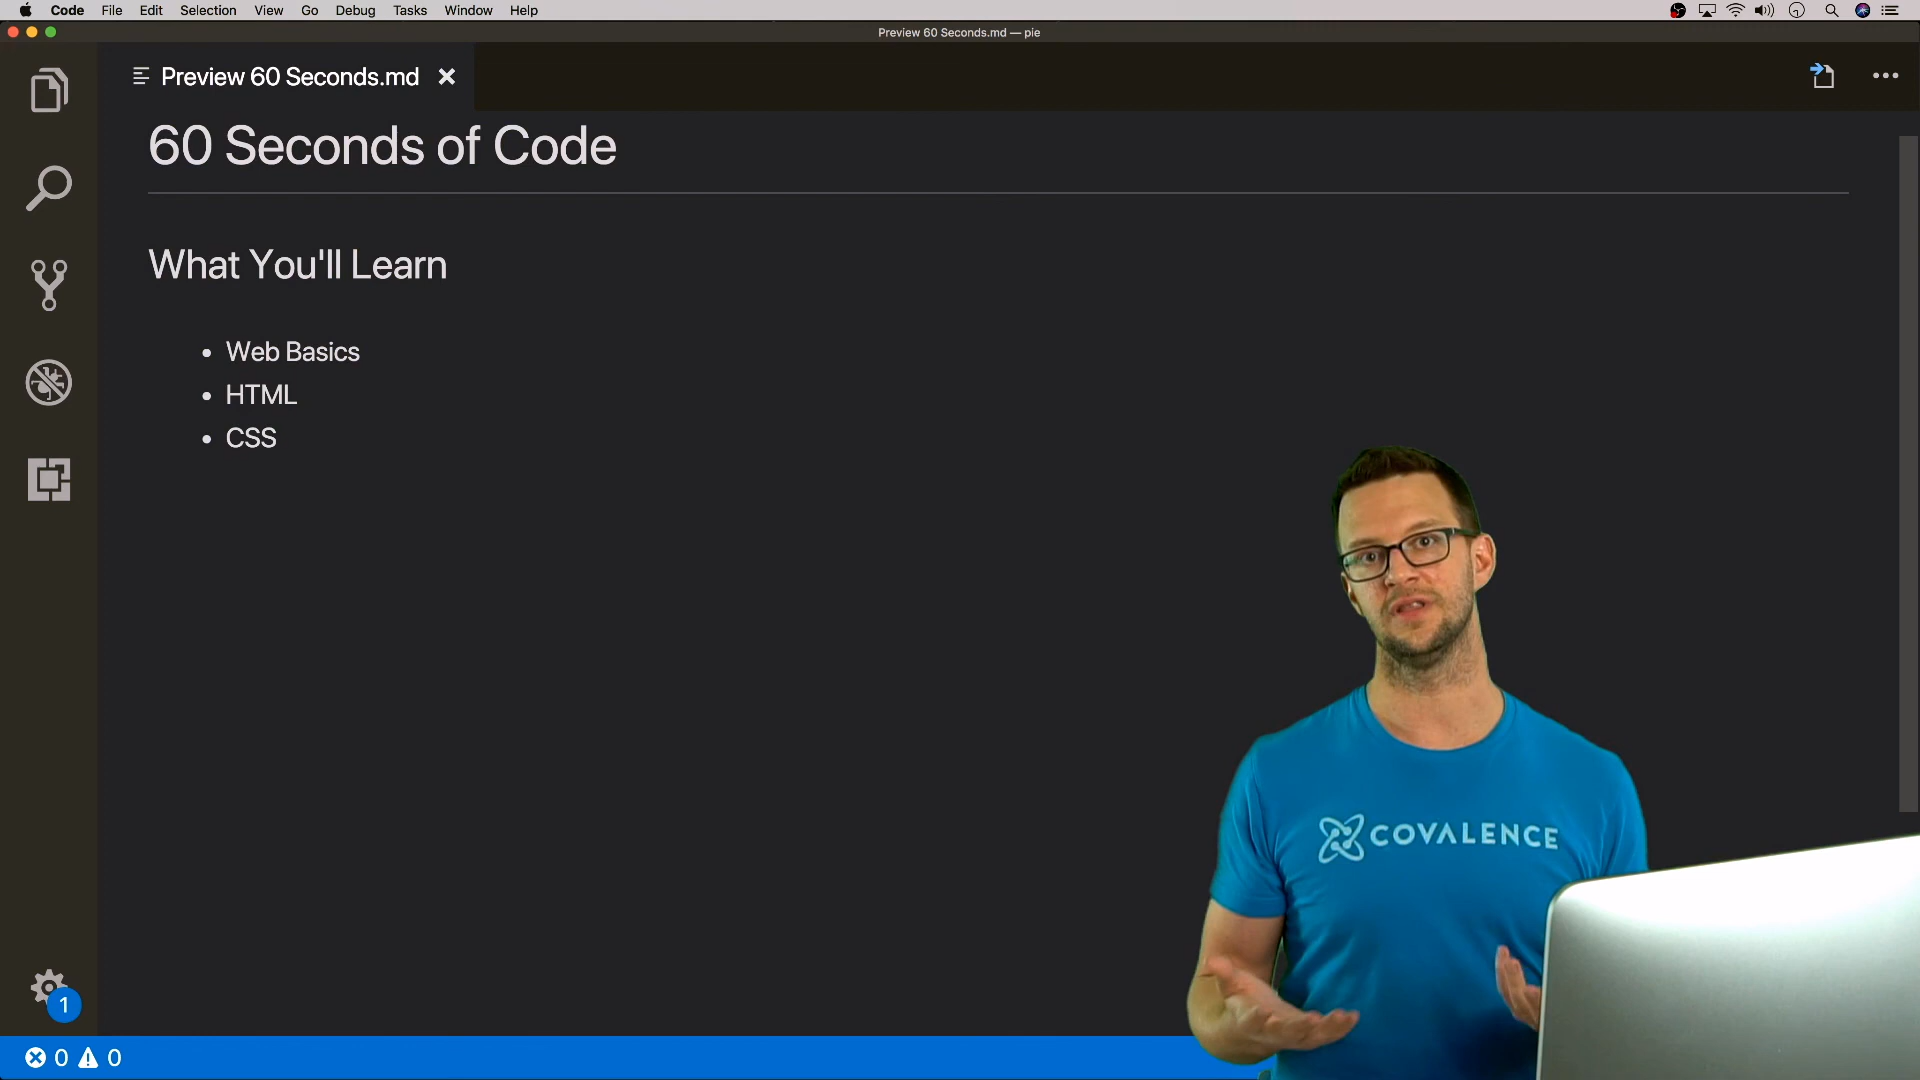 Code File Edit Selection View Go Debug Tasks Window Help
Preview 60 Seconds.md — pie
Preview 60 Seconds.md
60 Seconds of Code
What You'll Learn
• Web Basics
• HTML
• CSS
COVALENCE
1
0 0